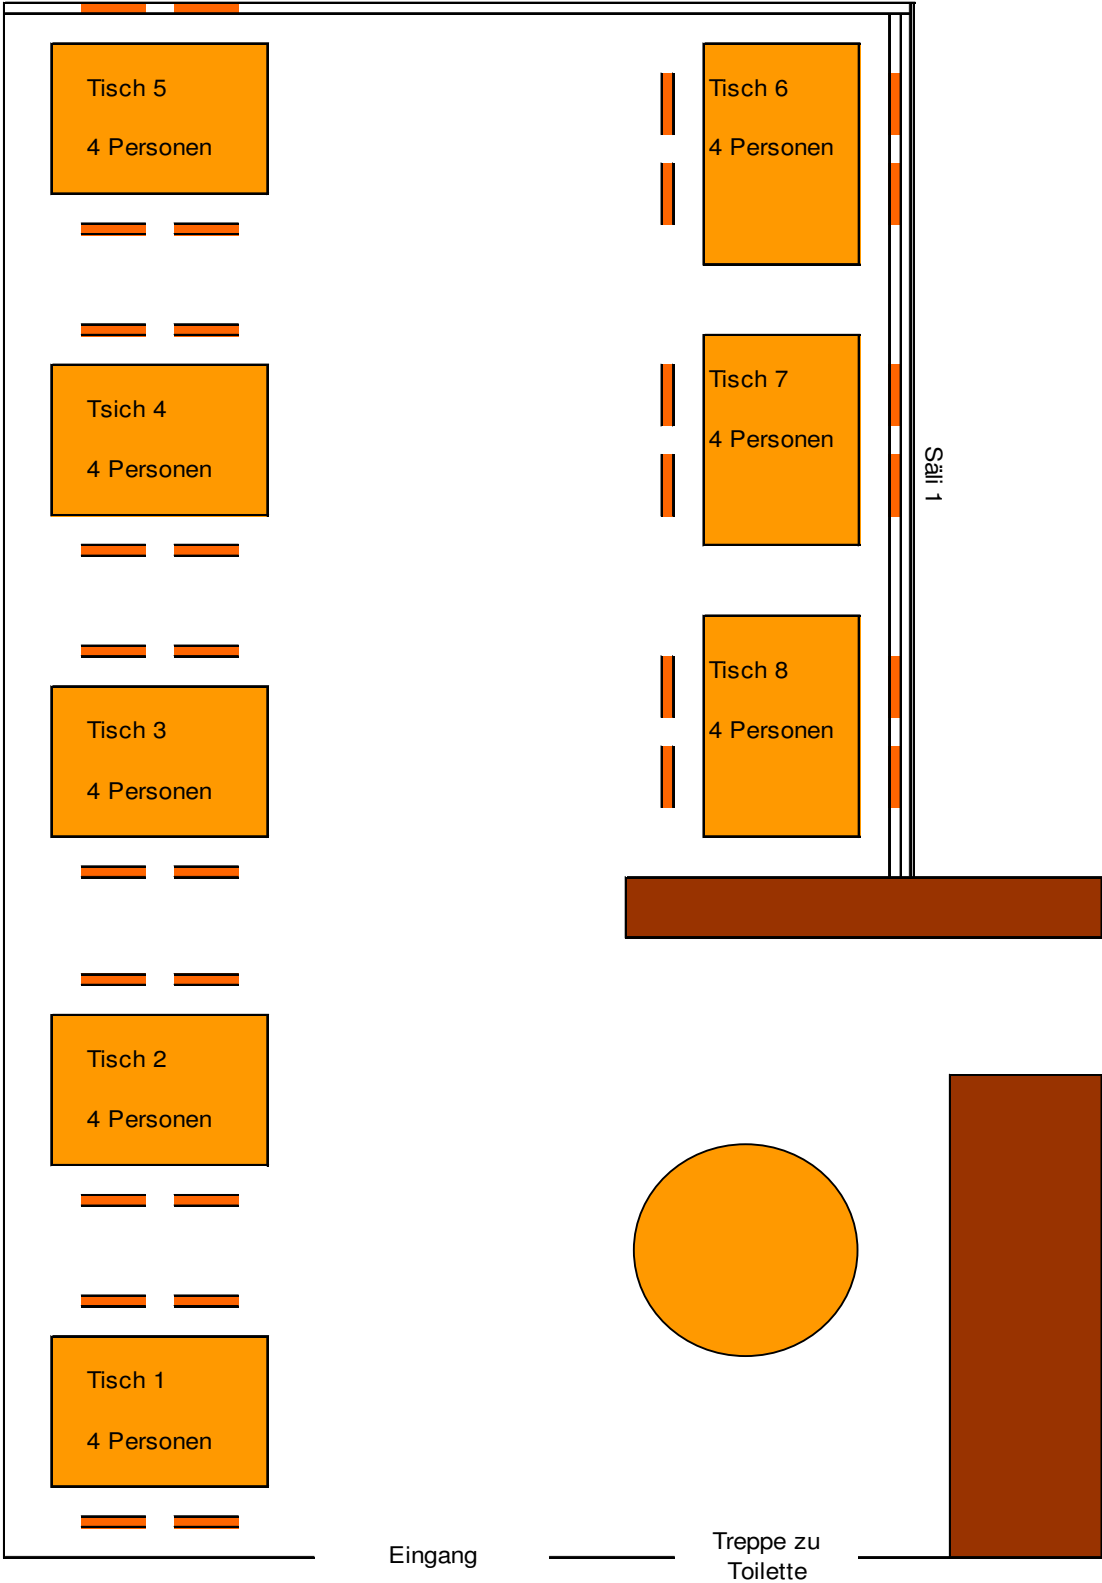 Tisch 5
4 Personen
Tisch 6
4 Personen
Tsich 4
4 Personen
Tisch 7
4 Personen
Säli 1
Tisch 3
4 Personen
Tisch 8
4 Personen
Tisch 2
4 Personen
Tisch 1
4 Personen
Eingang
Treppe zu
Toilette